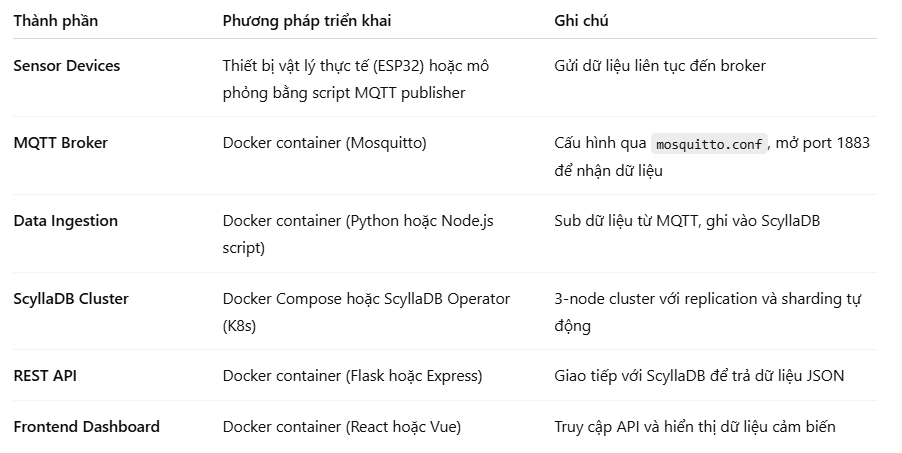 Thành phần Phương pháp triển khai Ghi chú
Sensor Devices Thiết bị vật lý thực tế (ESP32) hoặc mô Gửi dữ liệu liên tục đến broker
phỏng bằng script MQTT publisher
MQTT Broker Docker container (Mosquitto) Cấu hình qua mosquitto.conf, mở port 1883
để nhận dữ liệu
Data Ingestion Docker container (Python hoặc Node.js Sub dữ liệu từ MQTT, ghi vào ScyllaDB
script)
ScyllaDB Cluster Docker Compose hoặc ScyllaDB Operator 3-node cluster với replication và sharding tự
(K8s) động
REST API Docker container (Flask hoặc Express) Giao tiếp với ScyllaDB để trả dữ liệu JSON
Frontend Dashboard Docker container (React hoặc Vue) Truy cập API và hiển thị dữ liệu cảm biến